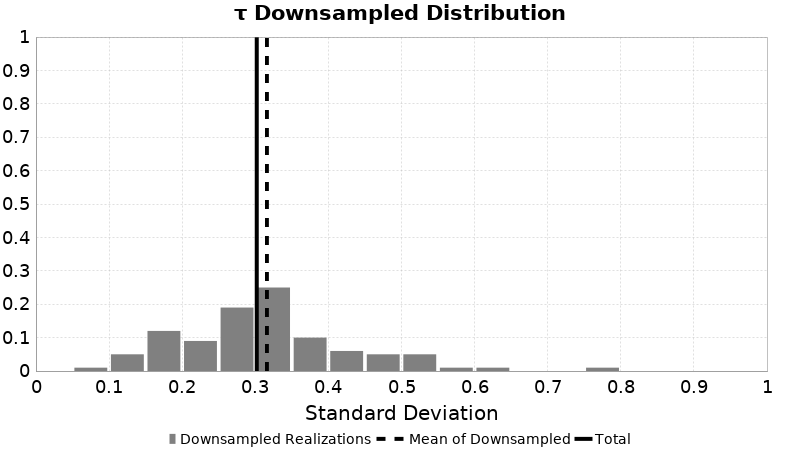 τ Downsampled Distribution
1
0.9
0.8
0.7
0.6
0.5
0.4
0.3
0.2
0.1
0
0 0.1 0.2 0.3 0.4 0.5 0.6 0.7 0.8 0.9 1
Standard Deviation
Downsampled Realizations Mean of Downsampled Total